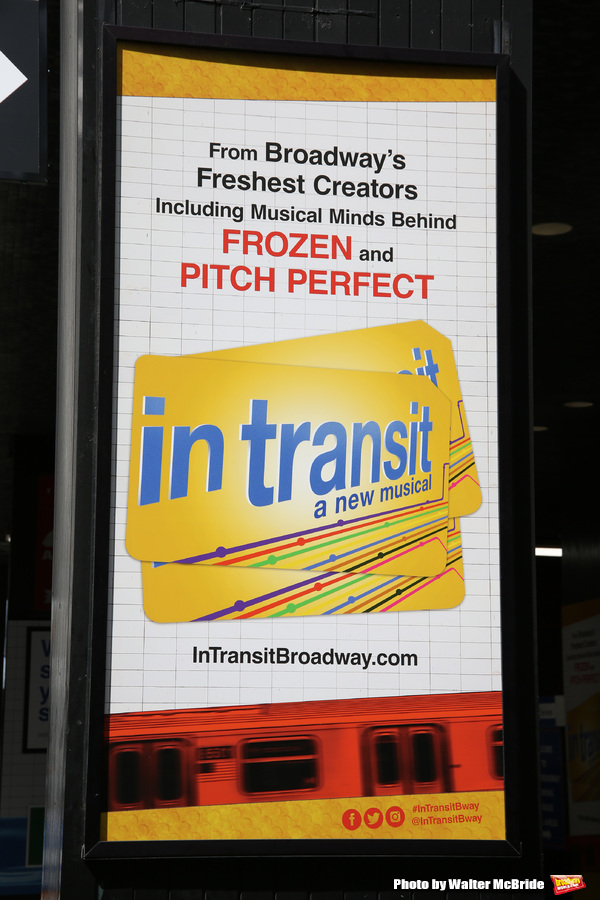 From Broadway's
Freshest Creators
Including Musical Minds Behind
FROZEN and
PITCH PERFECT
in transit
a new musical
InTransitBroadway.com
#InTransitBway
@InTransitBway
Photo by Walter McBride